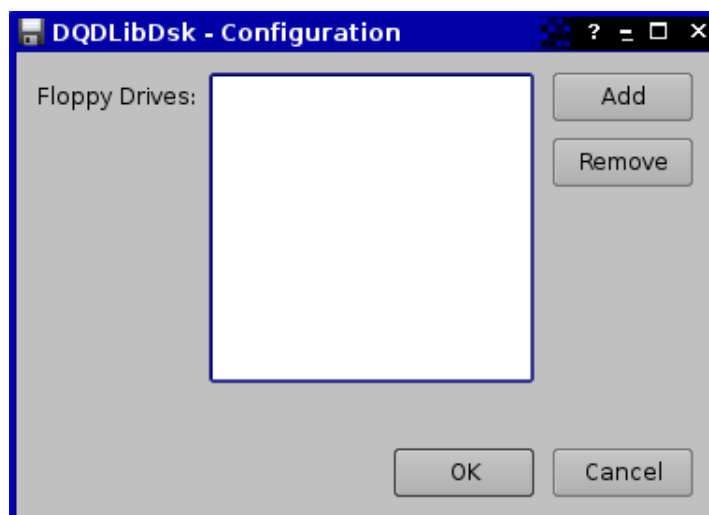 DQDLibDsk - Configuration
?
Floppy Drives:
Add
Remove
OK
Cancel